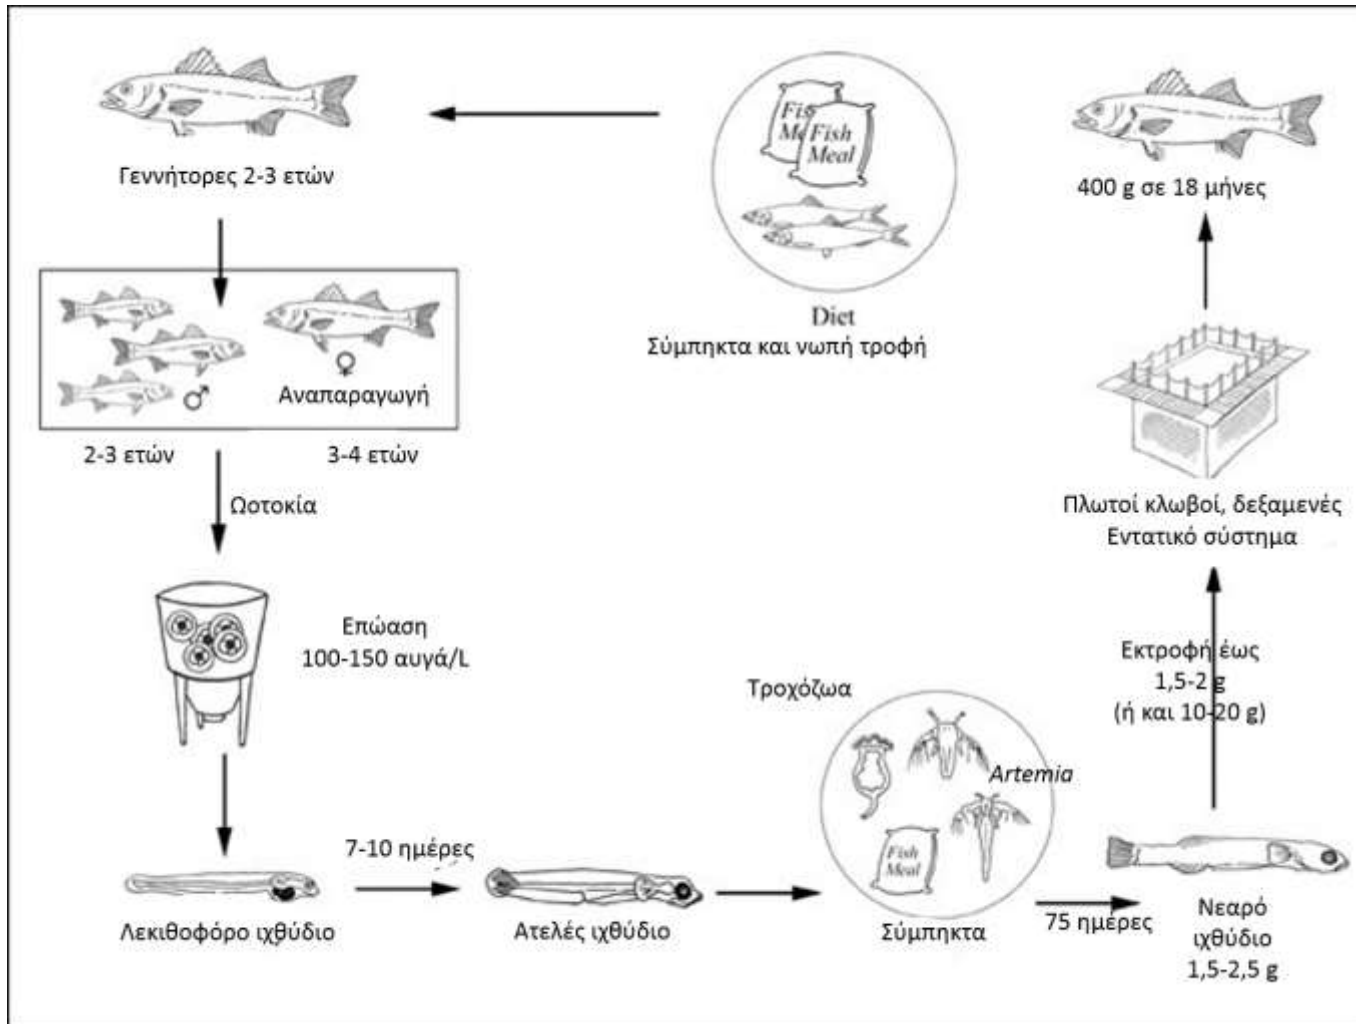 Γεννήτορες 2-3 ετών
Fish
Me
Fish
Meal
Diet
Σύμπηκτα και νωπή τροφή
400 g σε 18 μήνες
♂
♀
Αναπαραγωγή
2-3 ετών
3-4 ετών
Ωοτοκία
Επώαση
100-150 αυγά/L
Πλωτοί κλωβοί, δεξαμενές
Εντατικό σύστημα
Εκτροφή έως
1,5-2 g
(ή και 10-20 g)
Τροχόζωα
Artemia
Fish
Meal
Σύμπηκτα
7-10 ημέρες
Λεκιθοφόρο ιχθύδιο
Ατελές ιχθύδιο
75 ημέρες
Νεαρό
ιχθύδιο
1,5-2,5 g